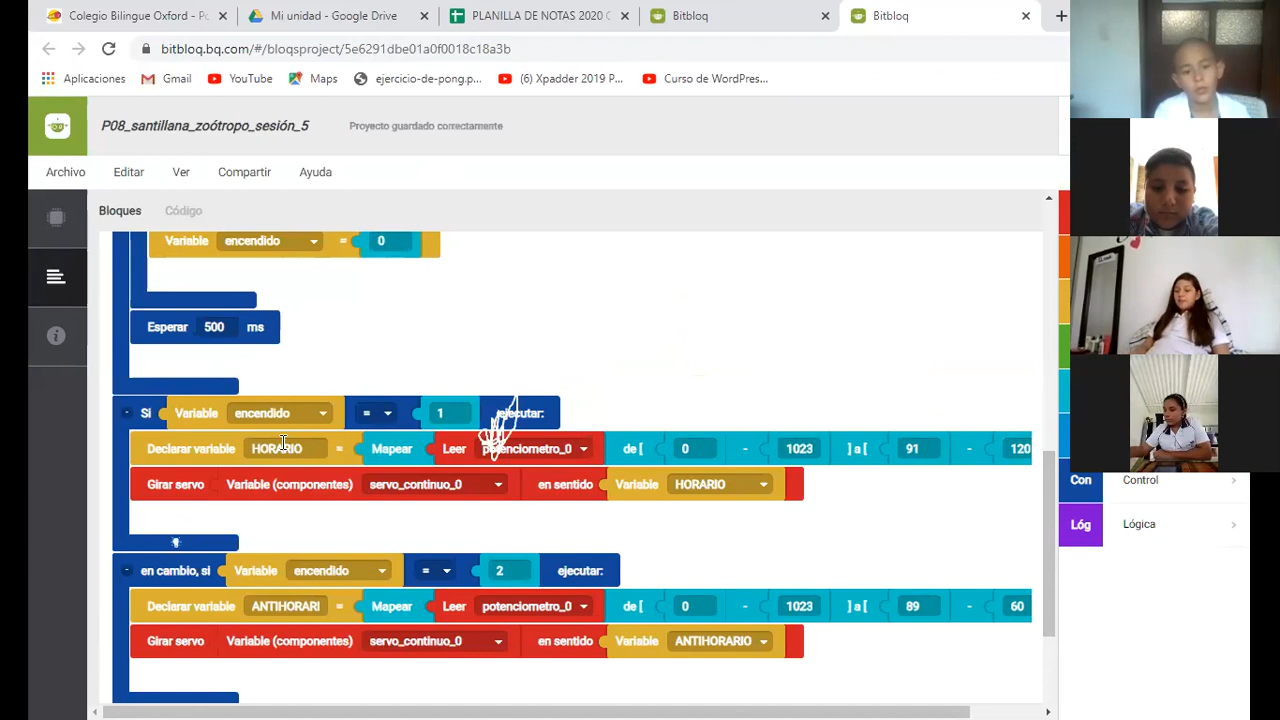 Colegio Bilingue Oxford - Po
Mi unidad - Google Drive
PLANILLA DE NOTAS 2020 C
Bitbloq
Bitbloq
bitbloq.bq.com/#/bloqsproject/5e6291dbe01a0f0018c18a3b
Aplicaciones
Gmail
YouTube
Maps
ejercicio-de-pong.p...
(6) Xpadder 2019 P...
Curso de WordPres...
P08_santillana_zoótropo_sesión_5
Proyecto guardado correctamente
Archivo
Editar
Ver
Compartir
Ayuda
Bloques
Código
Variable encendido = 0
Esperar 500 ms
Si Variable encendido = 1 ejecutar:
Declarar variable HORARIO = Mapear Leer potenciometro_0 de [ 0 - 1023 ] a [ 91 - 120
Girar servo Variable (componentes) servo_continuo_0 en sentido Variable HORARIO
en cambio, si Variable encendido = 2 ejecutar:
Declarar variable ANTIHORARI = Mapear Leer potenciometro_0 de [ 0 - 1023 ] a [ 89 - 60
Girar servo Variable (componentes) servo_continuo_0 en sentido Variable ANTIHORARIO
Con Control
Lóg Lógica